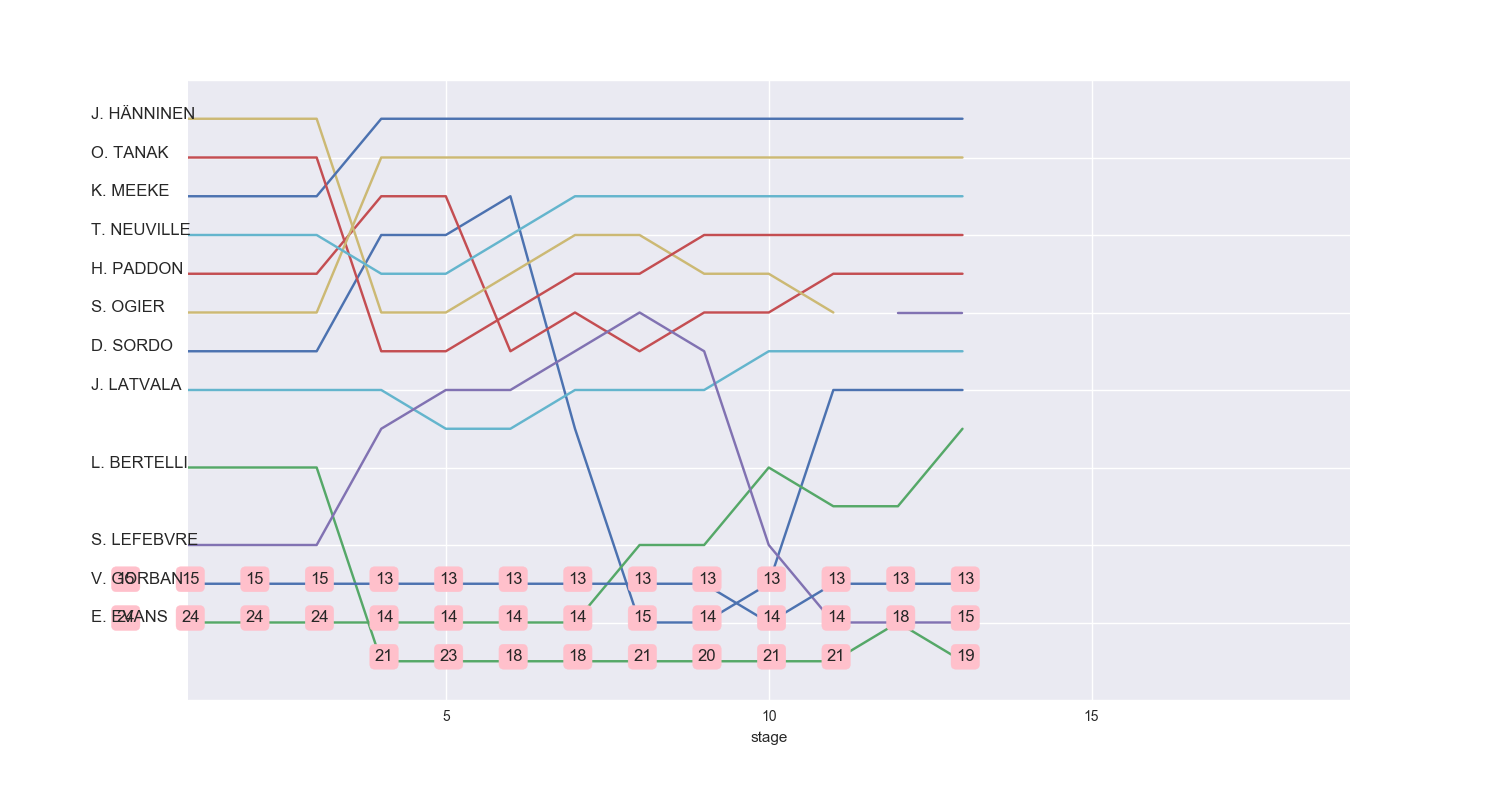 J. HÄNNINEN
O. TANAK
K. MEEKE
T. NEUVILLE
H. PADDON
S. OGIER
D. SORDO
J. LATVALA
L. BERTELLI
S. LEFEBVRE
V. GORBAN 15 15 15 15 13 13 13 13 13 13 13 13 13 13
E. EVANS 24 24 24 24 14 14 14 14 15 14 14 14 18 15
21 23 18 18 21 20 21 21 19
5 10 15
stage